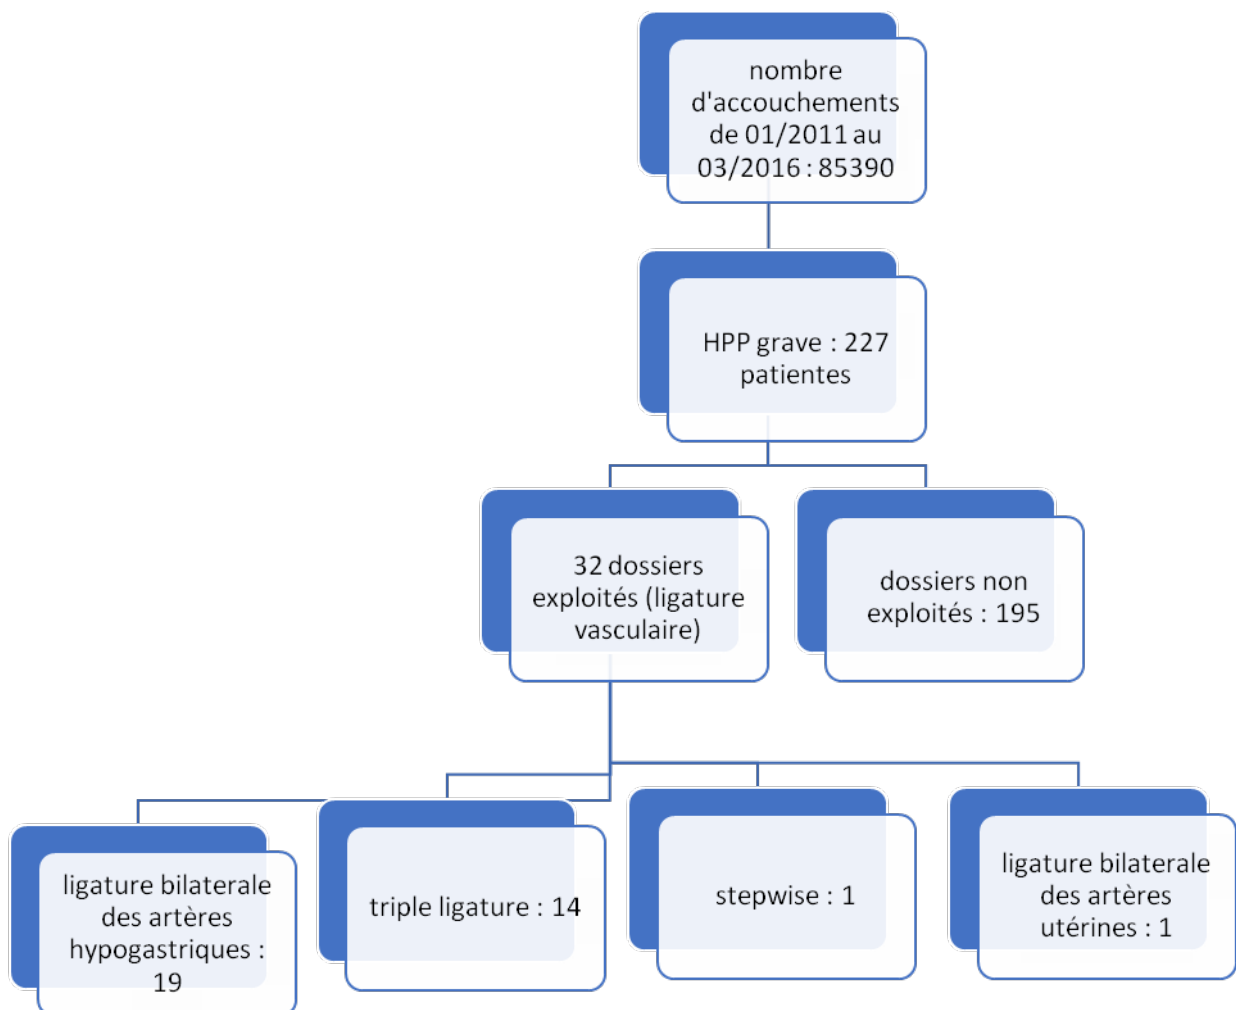 nombre
d'accouchements
de 01/2011 au
03/2016 : 85390
HPP grave : 227
patientes
32 dossiers
exploités (ligature
vasculaire)
dossiers non
exploités : 195
ligature bilaterale
des artères
hypogastriques :
19
triple ligature : 14
stepwise : 1
ligature bilaterale
des artères
utérines : 1